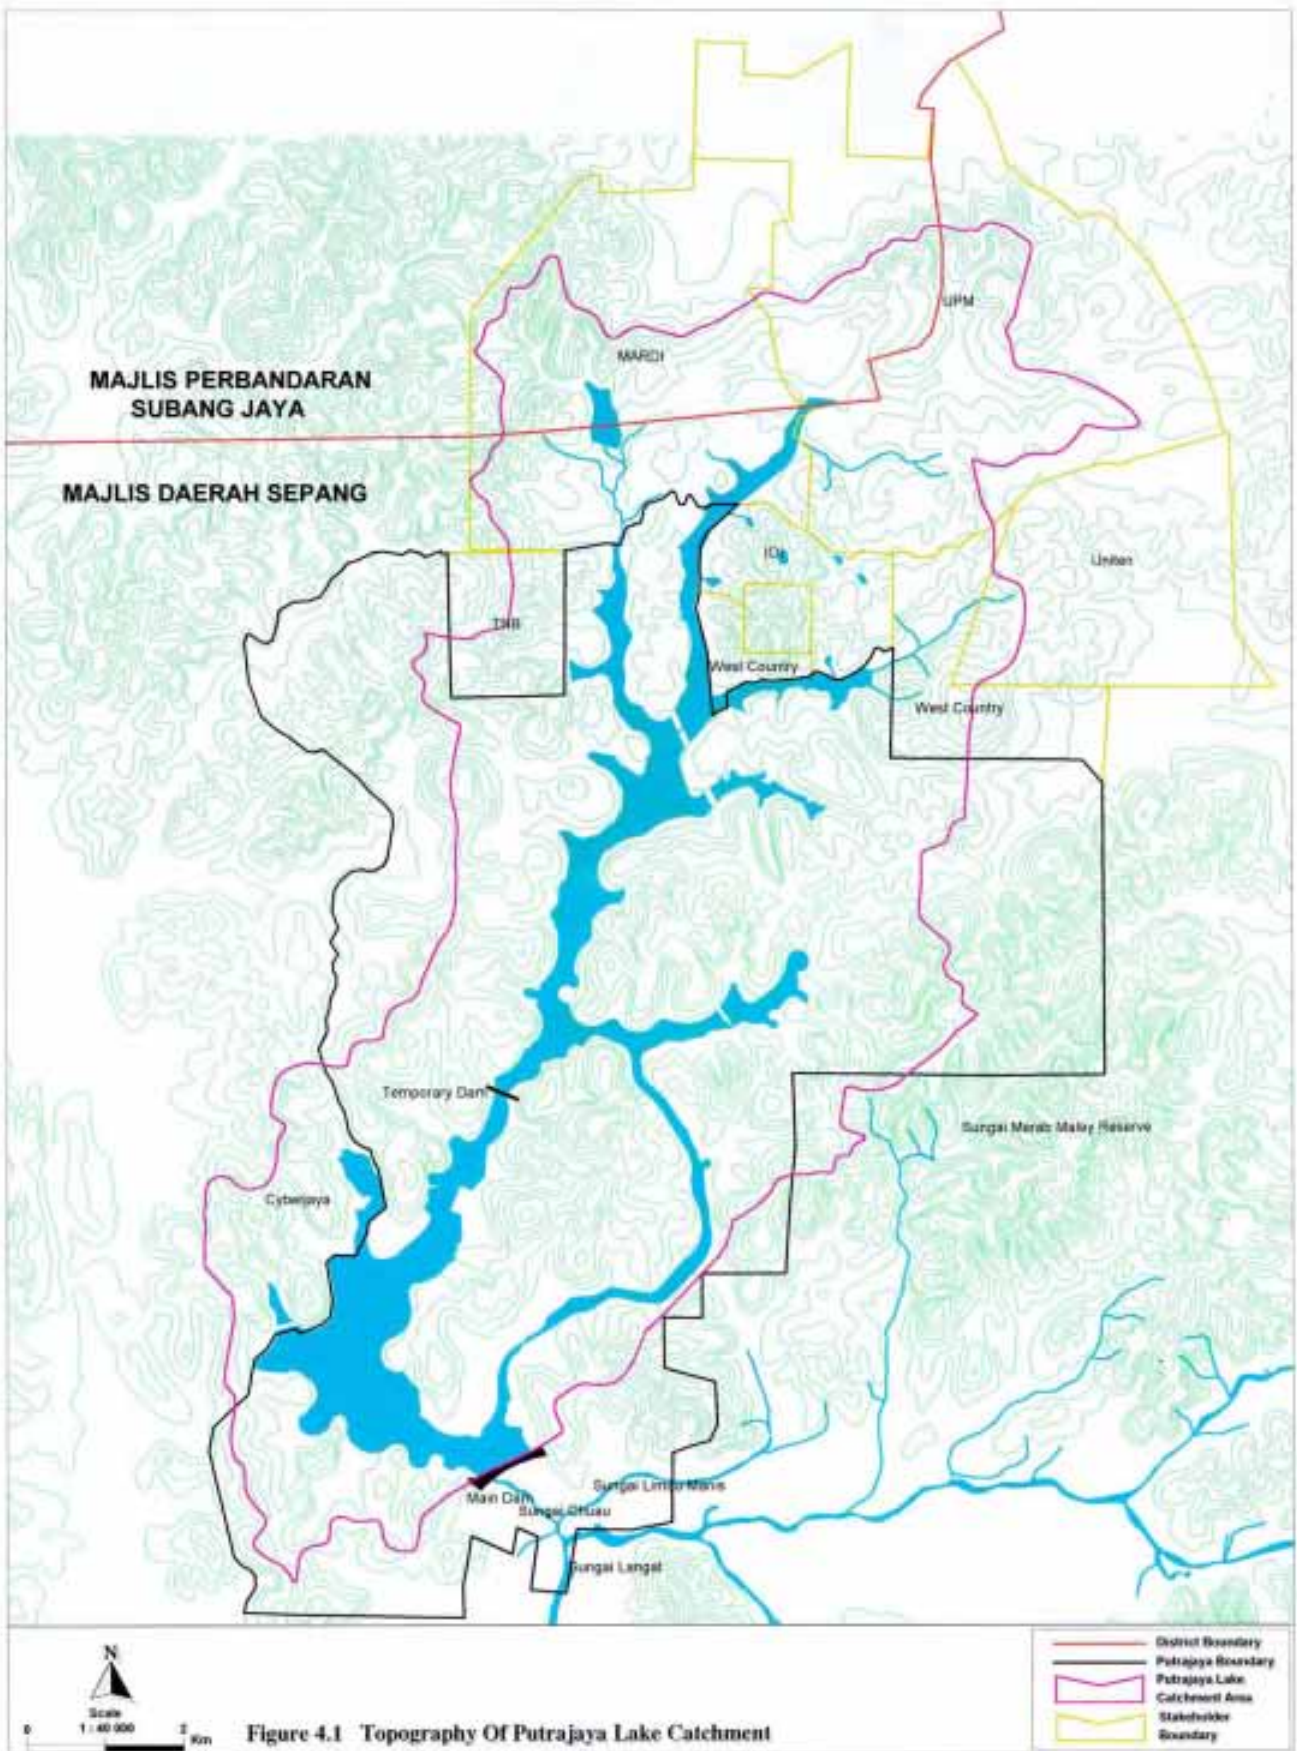 UPM
MARDI
MAJLIS PERBANDARAN
SUBANG JAYA
MAJLIS DAERAH SEPANG
Uniten
TNB
West Country
West Country
Temporary Dam
Sungai Merab Malay Reserve
Cyberjaya
Main Dam
Sungai Limau Manis
Sungai Chuau
Sungai Langat
N
Scale
1 : 40 000
0
2
Km
Figure 4.1 Topography Of Putrajaya Lake Catchment
District Boundary
Putrajaya Boundary
Putrajaya Lake
Catchment Area
Stakeholder
Boundary